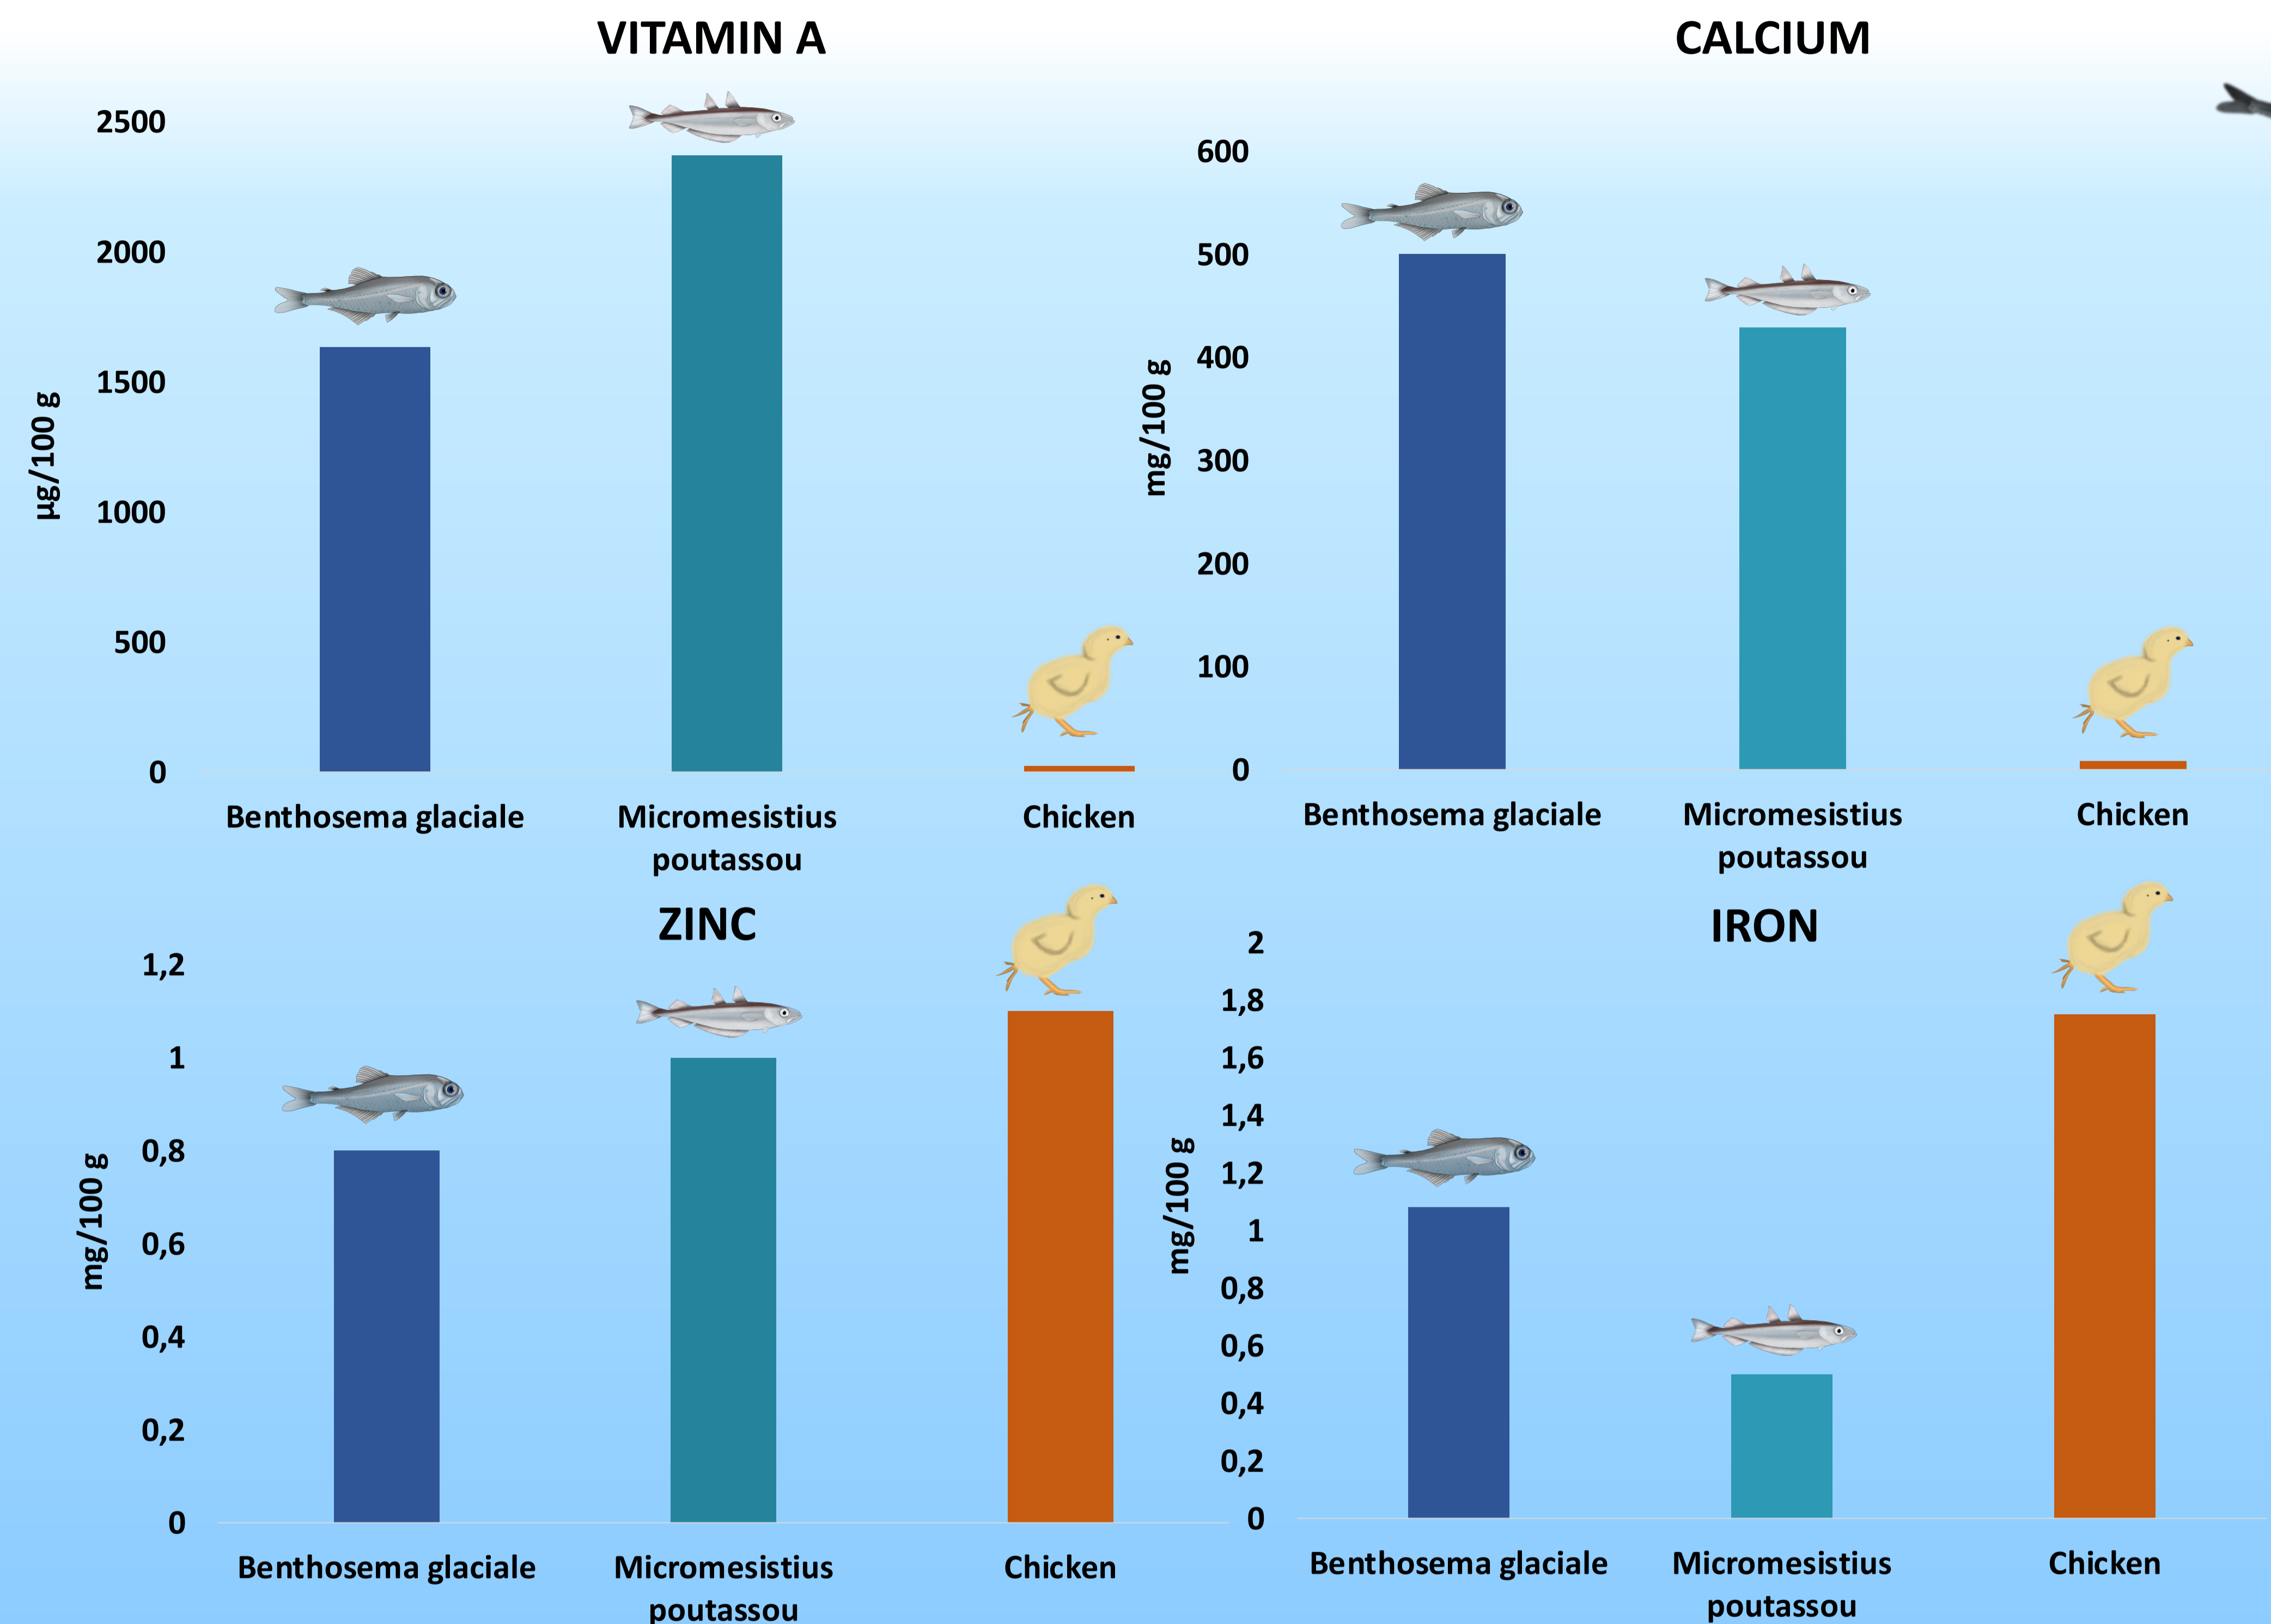 VITAMIN A
µg/100 g
2500
2000
1500
1000
500
0
Benthosema glaciale
Micromesistius
poutassou
Chicken
CALCIUM
mg/100 g
600
500
400
300
200
100
0
Benthosema glaciale
Micromesistius
poutassou
Chicken
ZINC
mg/100 g
1,2
1
0,8
0,6
0,4
0,2
0
Benthosema glaciale
Micromesistius
poutassou
Chicken
IRON
mg/100 g
2
1,8
1,6
1,4
1,2
1
0,8
0,6
0,4
0,2
0
Benthosema glaciale
Micromesistius
poutassou
Chicken